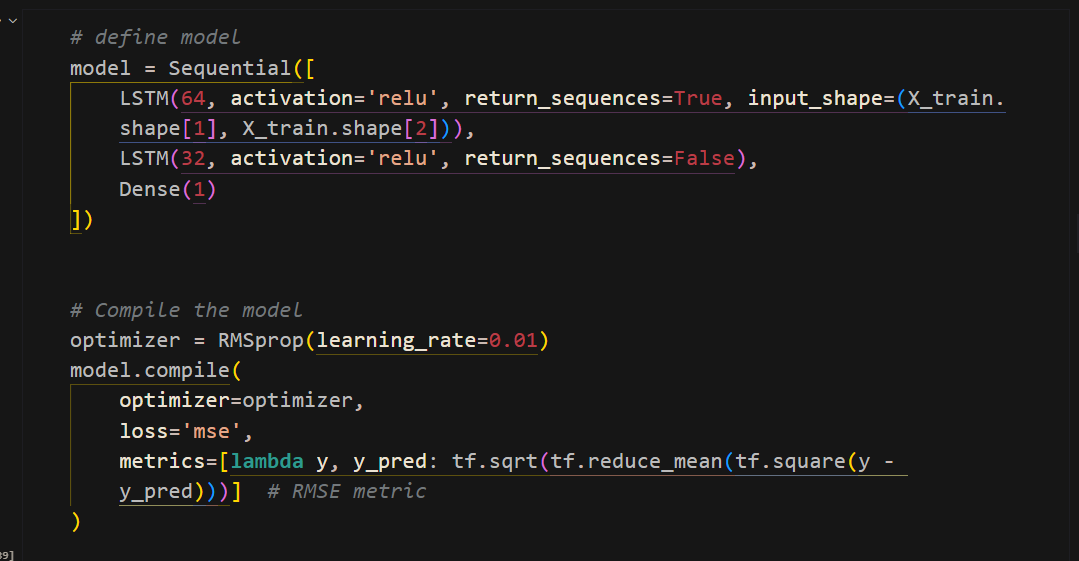 # define model
model = Sequential([
    LSTM(64, activation='relu', return_sequences=True, input_shape=(X_train.
    shape[1], X_train.shape[2])),
    LSTM(32, activation='relu', return_sequences=False),
    Dense(1)
])
# Compile the model
optimizer = RMSprop(learning_rate=0.01)
model.compile(
    optimizer=optimizer,
    loss='mse',
    metrics=[lambda y, y_pred: tf.sqrt(tf.reduce_mean(tf.square(y -
    y_pred)))]  # RMSE metric
)
9]